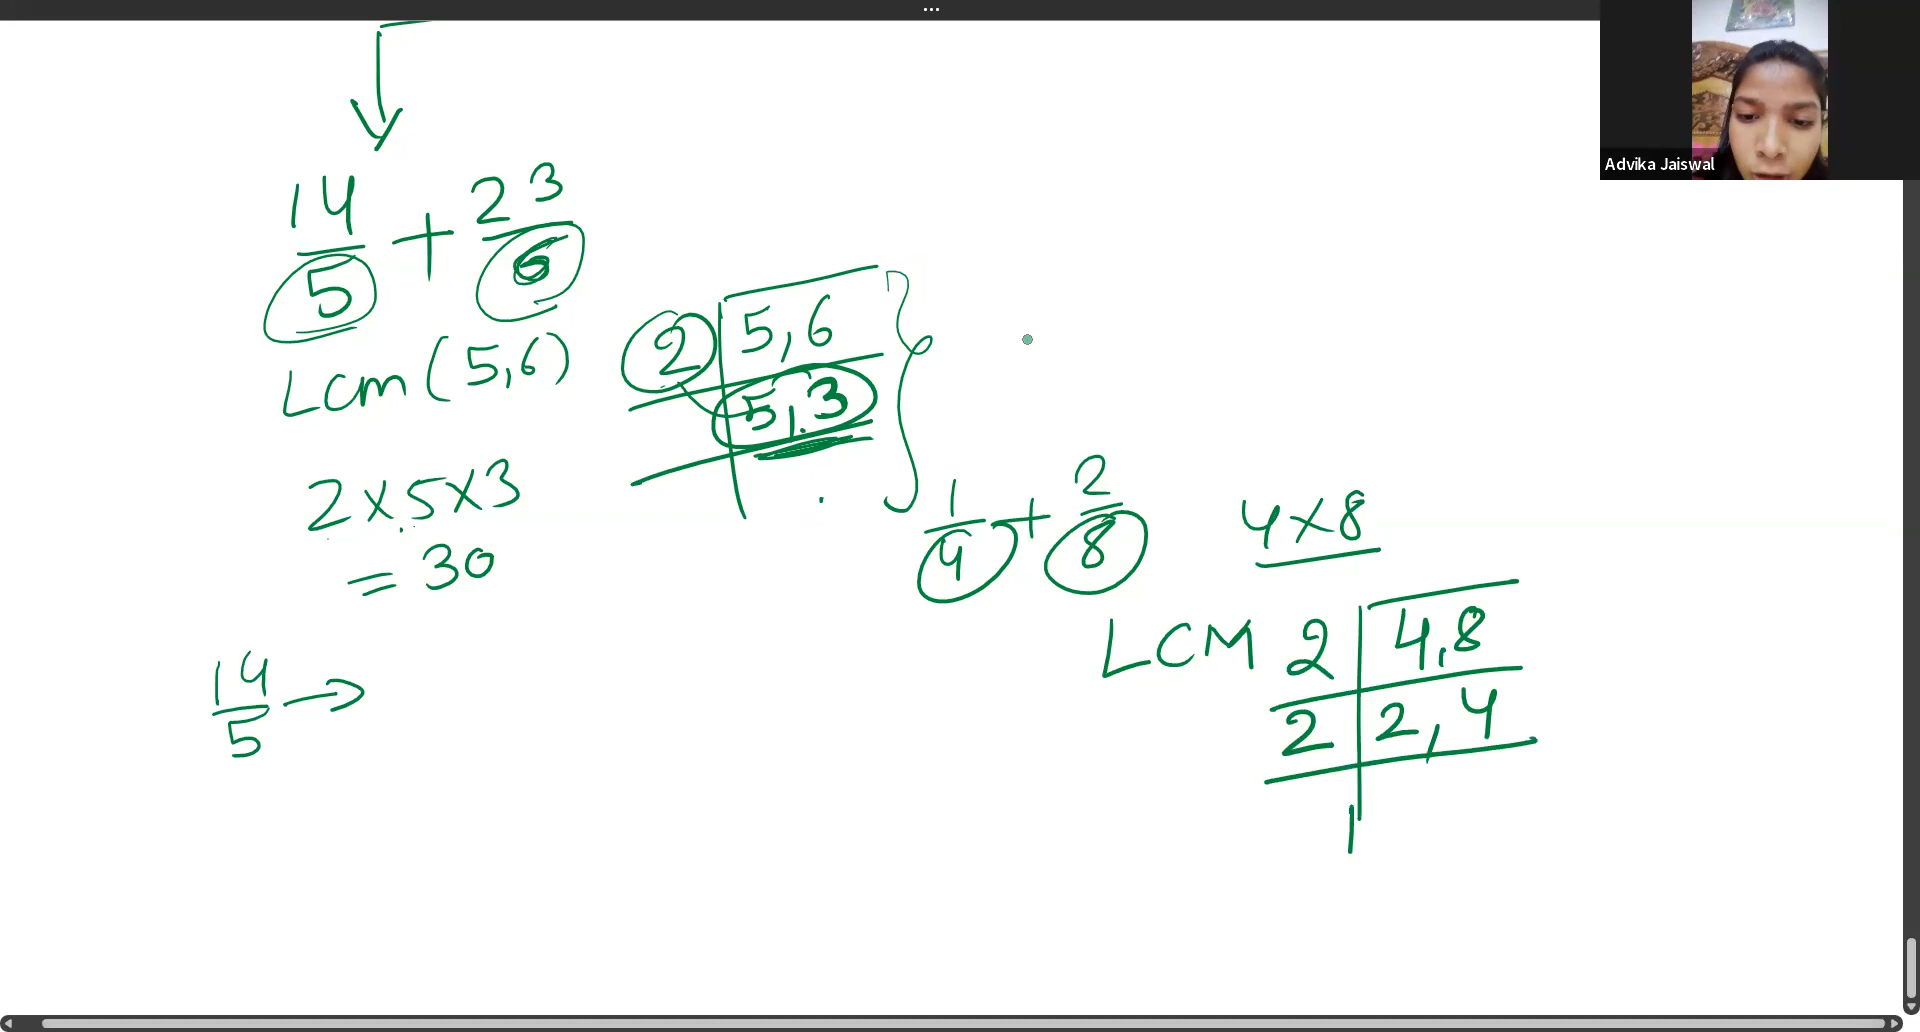 Advika Jaiswal
14/5 + 23/6
Lcm (5,6)
2 × 5 × 3
= 30
14/5 →
2 | 5,6
5,3
1/4 + 2/8
4×8
LCM 2 | 4,8
2 | 2,4